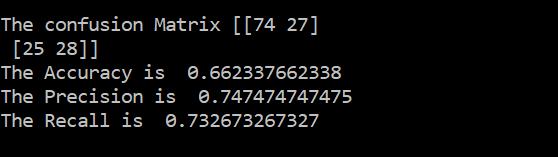 The confusion Matrix [[74 27]
 [25 28]]
The Accuracy is  0.662337662338
The Precision is  0.747474747475
The Recall is  0.732673267327